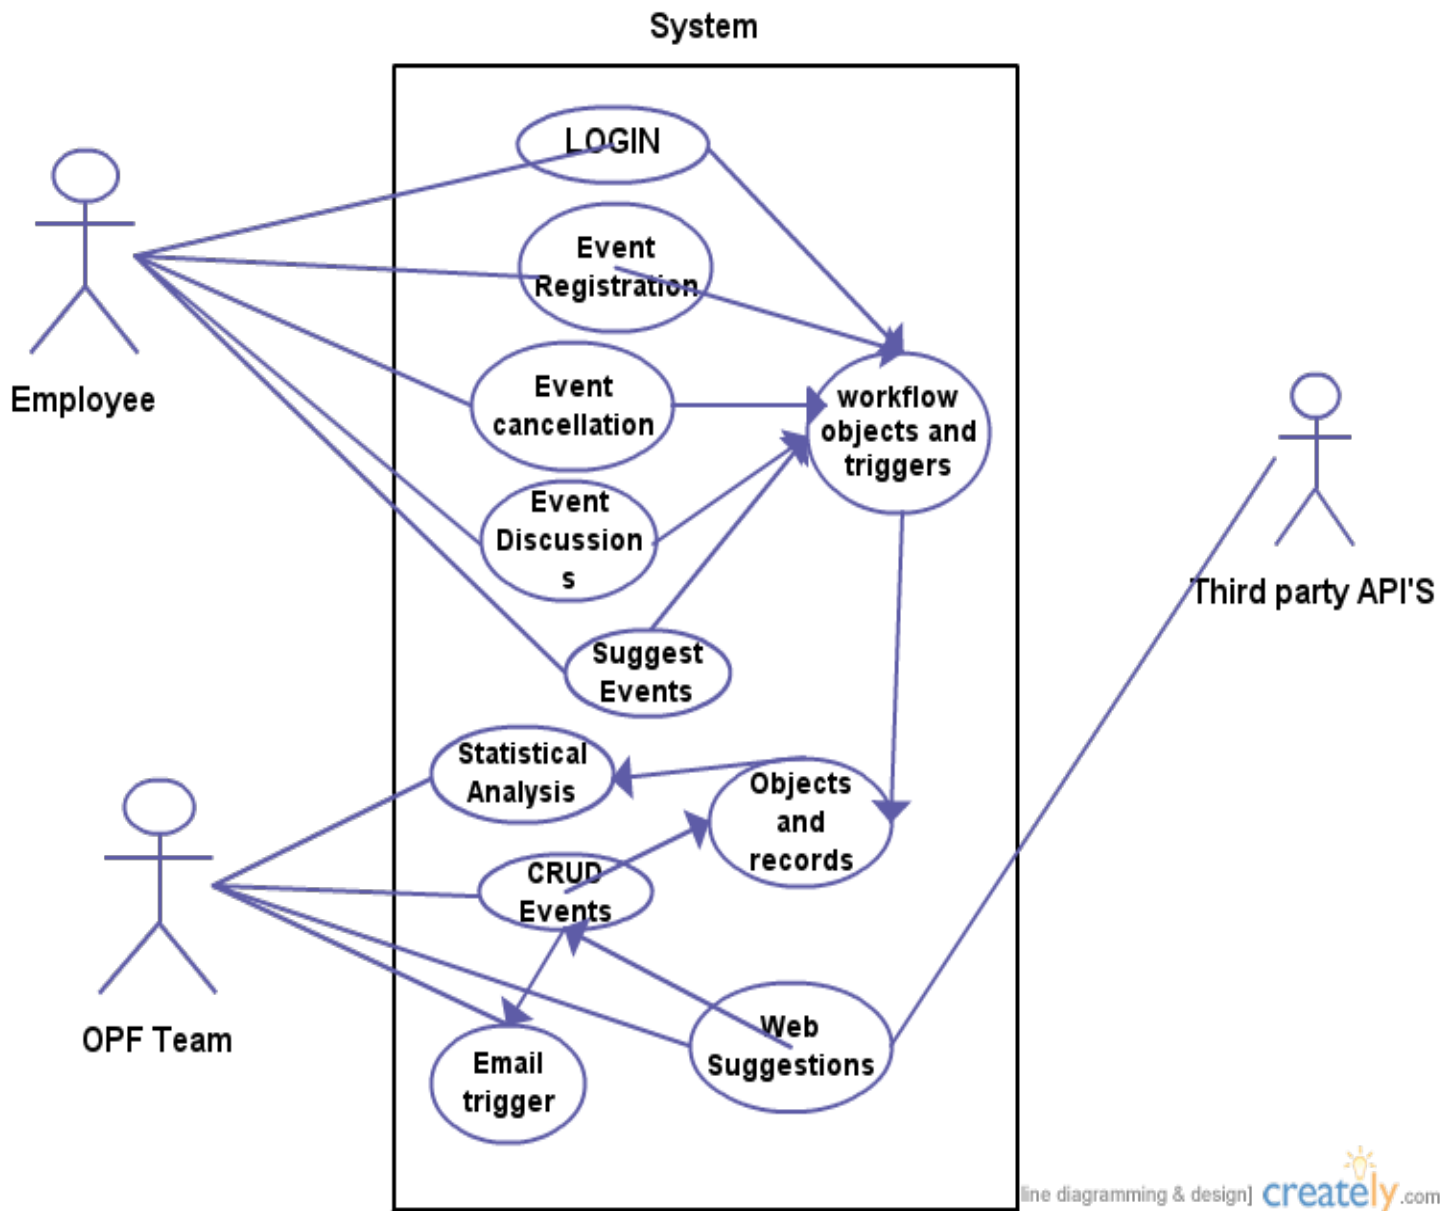 System
LOGIN
Event
Registration
Employee
Event
cancellation
workflow
objects and
triggers
Event
Discussion
s
Third party API'S
Suggest
Events
Statistical
Analysis
Objects
and
records
CRUD
Events
OPF Team
Web
Suggestions
Email
trigger
line diagramming & design] creately.com